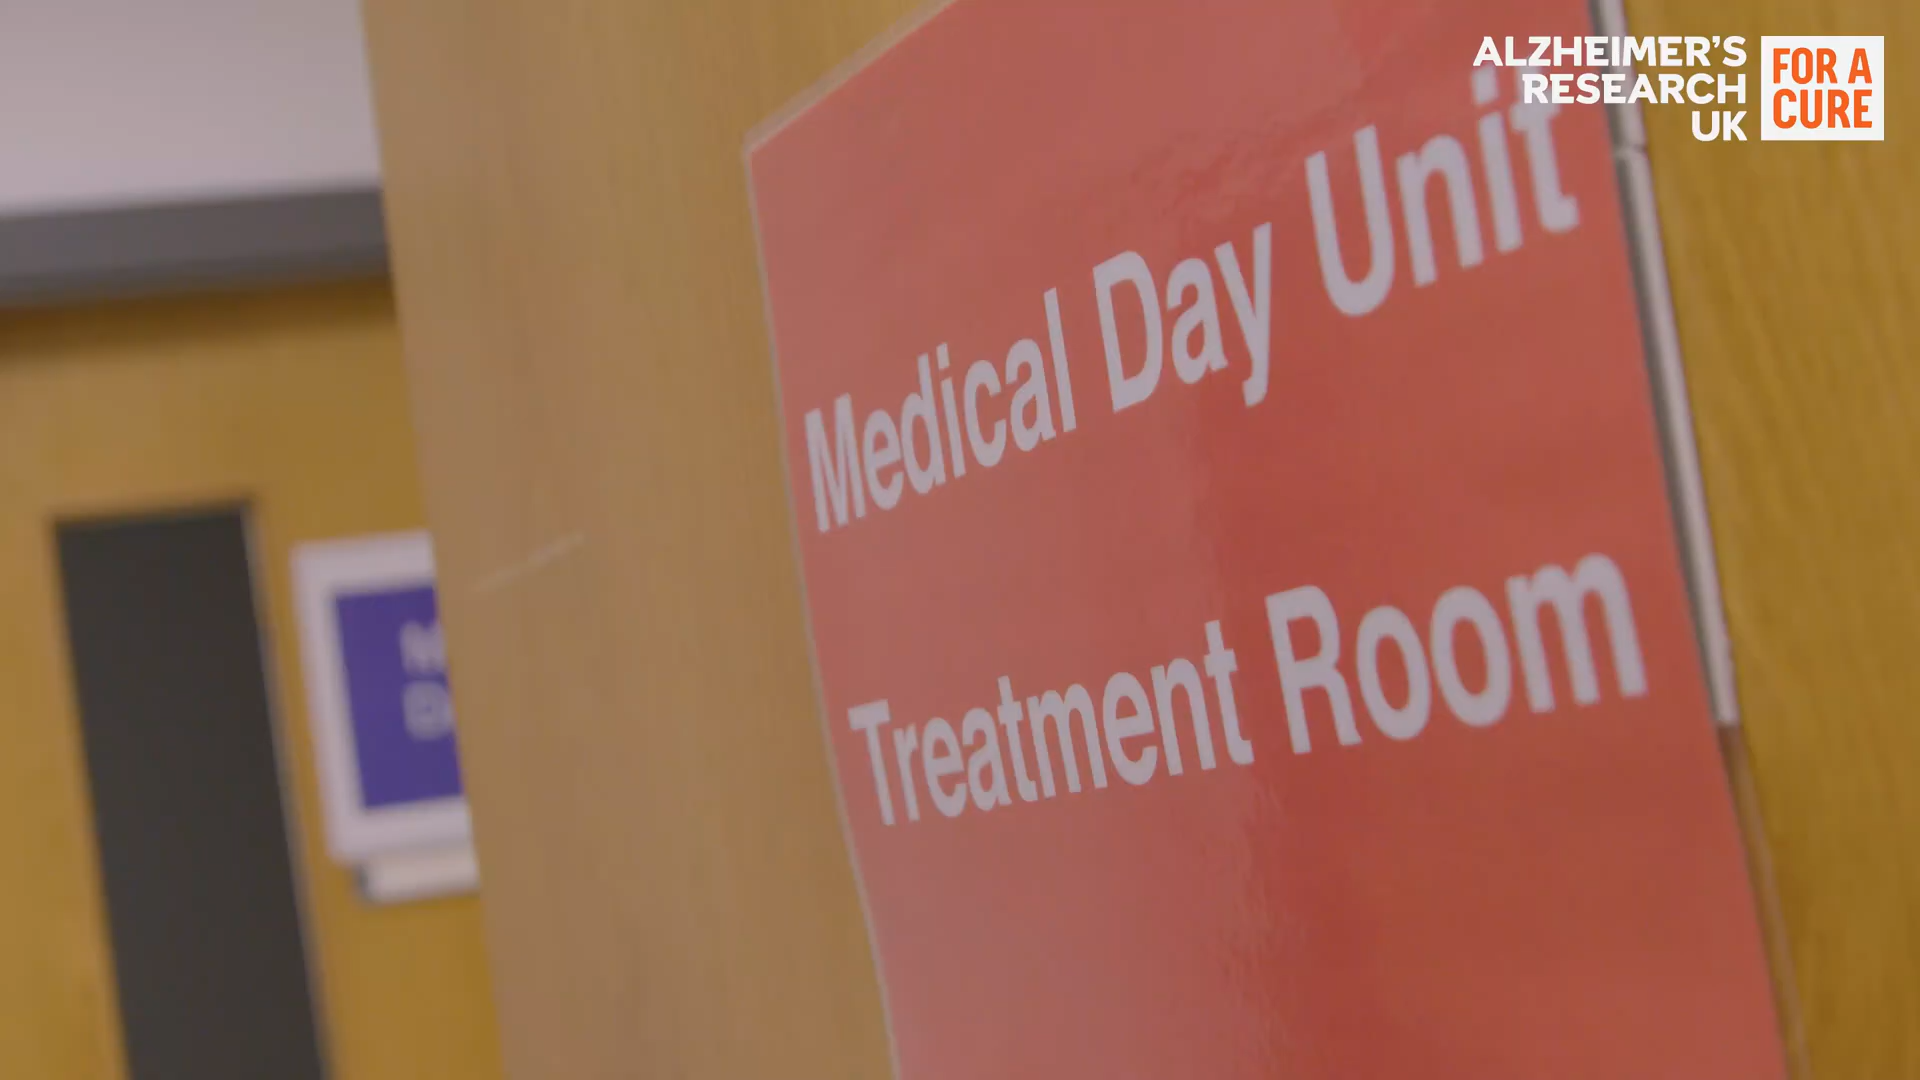 ALZHEIMER'S
RESEARCH
UK
FOR A
CURE
Medical Day Unit
Treatment Room